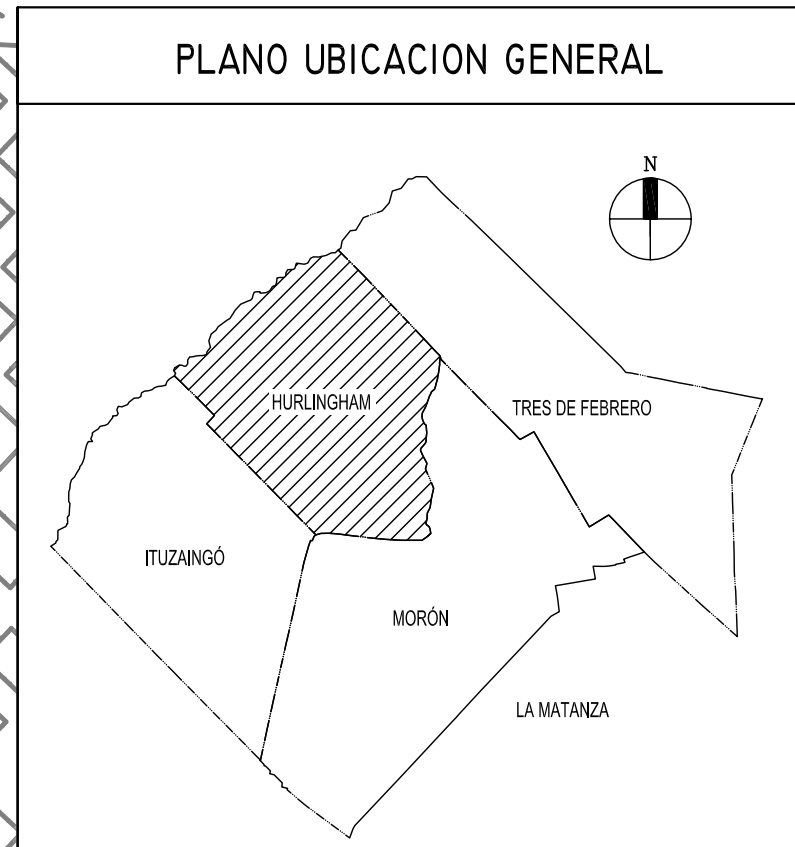 PLANO UBICACION GENERAL
N
HURLINGHAM
TRES DE FEBRERO
ITUZAINGÓ
MORÓN
LA MATANZA